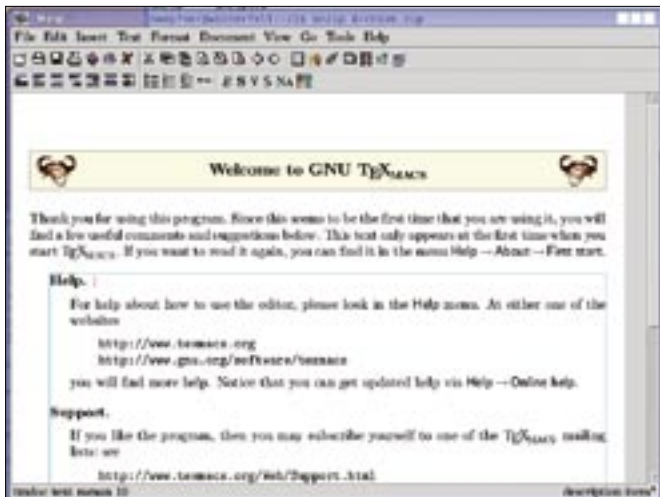 File Edit Insert Text Format Document View Go Tools Help
Welcome to GNU TEXMACS
Thank you for using this program. Since this seems to be the first time that you are using it, you will
find a few useful comments and suggestions below. This text only appears at the first time when you
start TEXMACS. If you want to read it again, you can find it in the menu Help→About→First start.
Help. :
For help about how to use the editor, please look in the Help menu. At either one of the
websites
http://www.texmacs.org
http://www.gnu.org/software/texmacs
you will find more help. Notice that you can get updated help via Help→Online help.
Support.
If you like the program, then you may subscribe yourself to one of the TEXMACS mailing
lists: see
http://www.texmacs.org/Web/Support.html
text roman 10
description item